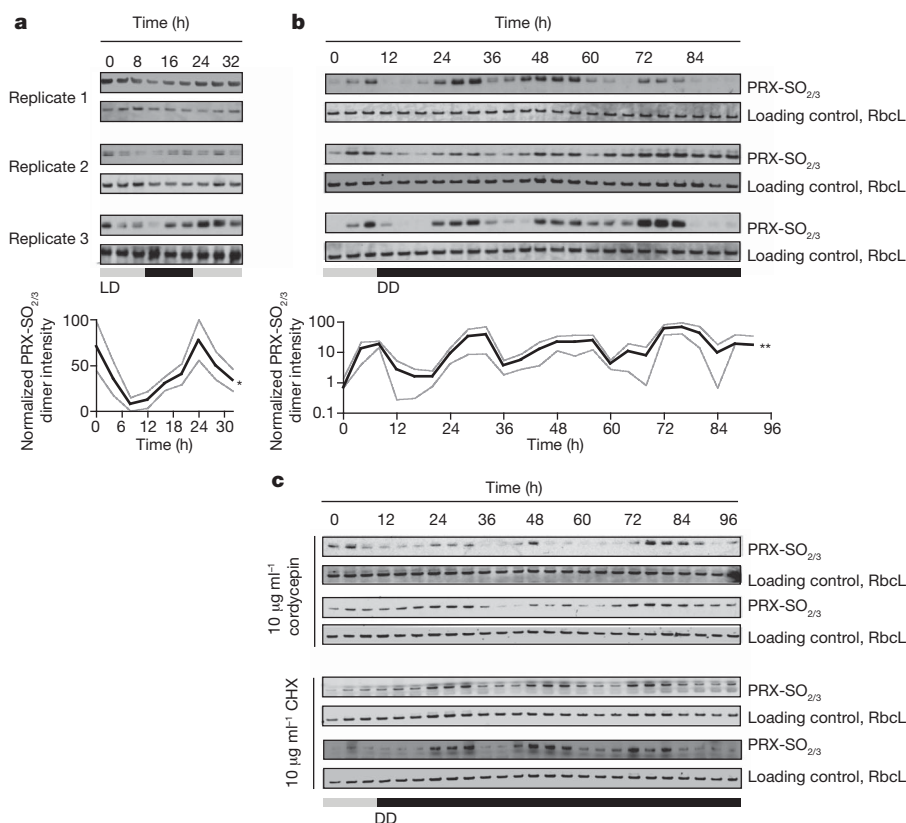 a
Time (h)
0 8 16 24 32
Replicate 1
Replicate 2
Replicate 3
LD
Normalized PRX-SO2/3
dimer intensity
100
50
0
*
0 6 12 18 24 30
Time (h)
b
Time (h)
0 12 24 36 48 60 72 84
PRX-SO2/3
Loading control, RbcL
PRX-SO2/3
Loading control, RbcL
PRX-SO2/3
Loading control, RbcL
DD
Normalized PRX-SO2/3
dimer intensity
100
10
1
0.1
**
0 12 24 36 48 60 72 84 96
Time (h)
c
Time (h)
0 12 24 36 48 60 72 84 96
10 µg ml–1
cordycepin
PRX-SO2/3
Loading control, RbcL
PRX-SO2/3
Loading control, RbcL
10 µg ml–1 CHX
PRX-SO2/3
Loading control, RbcL
PRX-SO2/3
Loading control, RbcL
DD